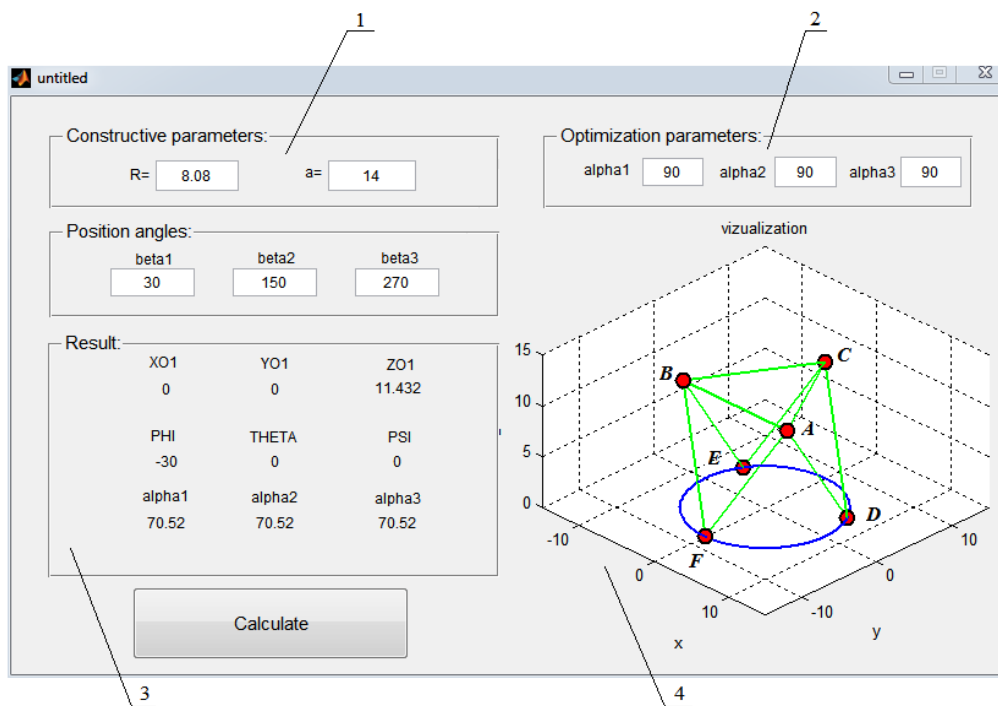 1
2
untitled
Constructive parameters:
R= 8.08 a= 14
Optimization parameters:
alpha1 90 alpha2 90 alpha3 90
Position angles:
beta1 beta2 beta3
30 150 270
Result:
XO1 YO1 ZO1
0 0 11.432
PHI THETA PSI
-30 0 0
alpha1 alpha2 alpha3
70.52 70.52 70.52
Calculate
vizualization
15
10
5
0
-10
0
10
x
-10
0
10
y
B
C
A
E
D
F
3
4